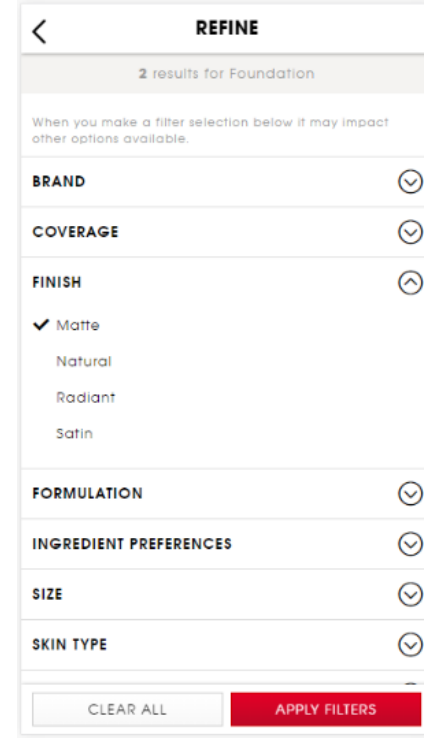 REFINE
2 results for Foundation
When you make a filter selection below it may impact
other options available.
BRAND
COVERAGE
FINISH
Matte
Natural
Radiant
Satin
FORMULATION
INGREDIENT PREFERENCES
SIZE
SKIN TYPE
CLEAR ALL
APPLY FILTERS